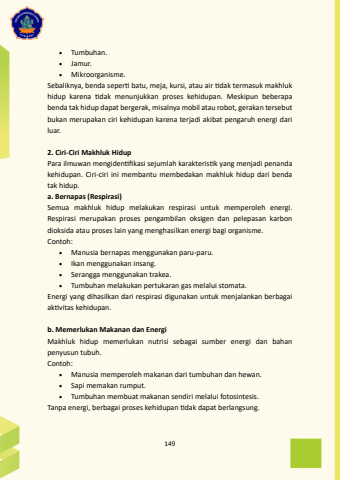 • Tumbuhan.
• Jamur.
• Mikroorganisme.
Sebaliknya, benda seperti batu, meja, kursi, atau air tidak termasuk makhluk
hidup karena tidak menunjukkan proses kehidupan. Meskipun beberapa
benda tak hidup dapat bergerak, misalnya mobil atau robot, gerakan tersebut
bukan merupakan ciri kehidupan karena terjadi akibat pengaruh energi dari
luar.
2. Ciri-Ciri Makhluk Hidup
Para ilmuwan mengidentifikasi sejumlah karakteristik yang menjadi penanda
kehidupan. Ciri-ciri ini membantu membedakan makhluk hidup dari benda
tak hidup.
a. Bernapas (Respirasi)
Semua makhluk hidup melakukan respirasi untuk memperoleh energi.
Respirasi merupakan proses pengambilan oksigen dan pelepasan karbon
dioksida atau proses lain yang menghasilkan energi bagi organisme.
Contoh:
• Manusia bernapas menggunakan paru-paru.
• Ikan menggunakan insang.
• Serangga menggunakan trakea.
• Tumbuhan melakukan pertukaran gas melalui stomata.
Energi yang dihasilkan dari respirasi digunakan untuk menjalankan berbagai
aktivitas kehidupan.
b. Memerlukan Makanan dan Energi
Makhluk hidup memerlukan nutrisi sebagai sumber energi dan bahan
penyusun tubuh.
Contoh:
• Manusia memperoleh makanan dari tumbuhan dan hewan.
• Sapi memakan rumput.
• Tumbuhan membuat makanan sendiri melalui fotosintesis.
Tanpa energi, berbagai proses kehidupan tidak dapat berlangsung.
149